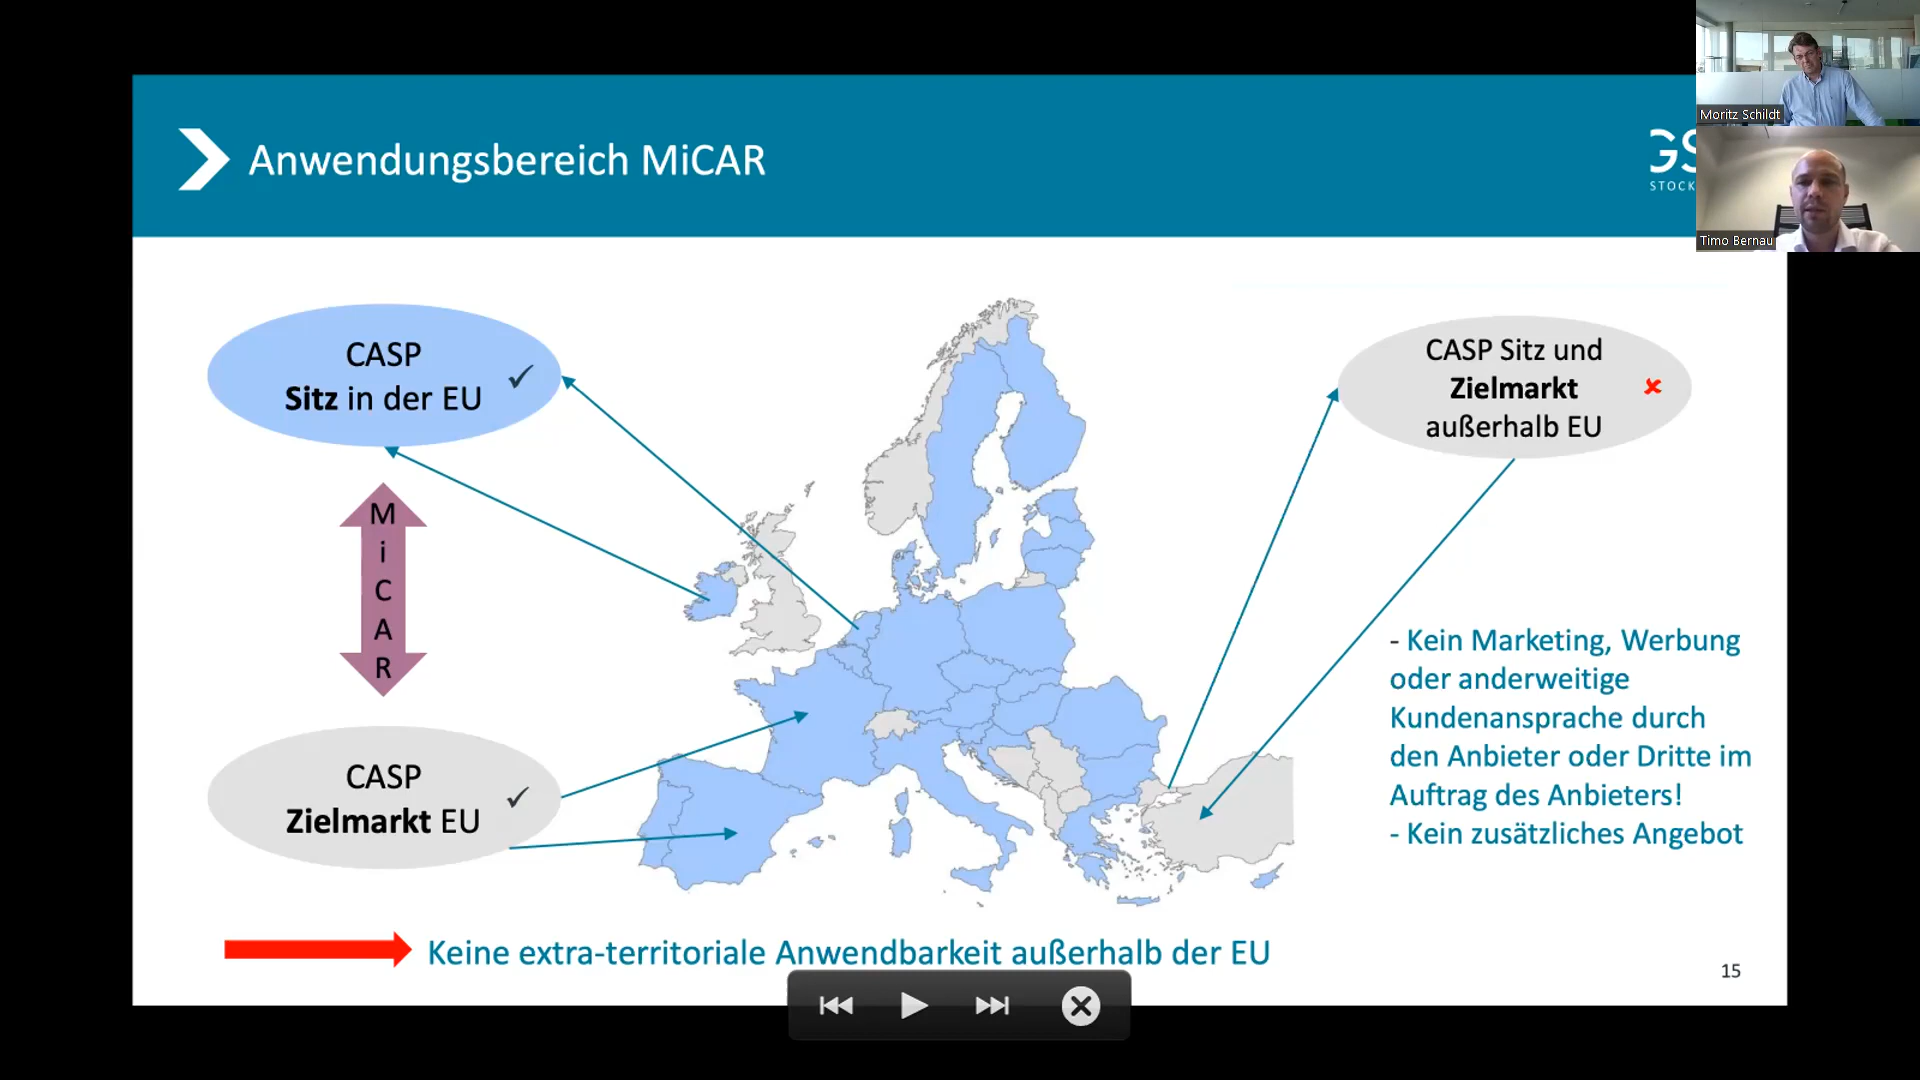 Anwendungsbereich MiCAR
GS
STOCK
Moritz Schildt
Timo Bernau
CASP
Sitz in der EU
M
i
C
A
R
CASP
Zielmarkt EU
CASP Sitz und
Zielmarkt
außerhalb EU
- Kein Marketing, Werbung
oder anderweitige
Kundenansprache durch
den Anbieter oder Dritte im
Auftrag des Anbieters!
- Kein zusätzliches Angebot
Keine extra-territoriale Anwendbarkeit außerhalb der EU
15